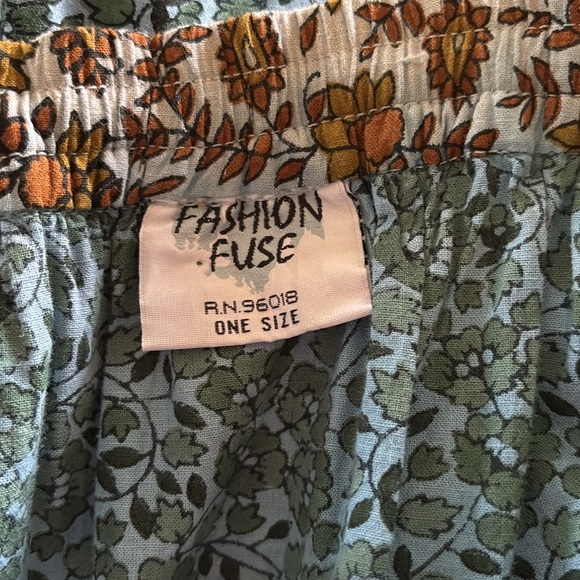 FASHION
FUSE
R.N.96018
ONE SIZE